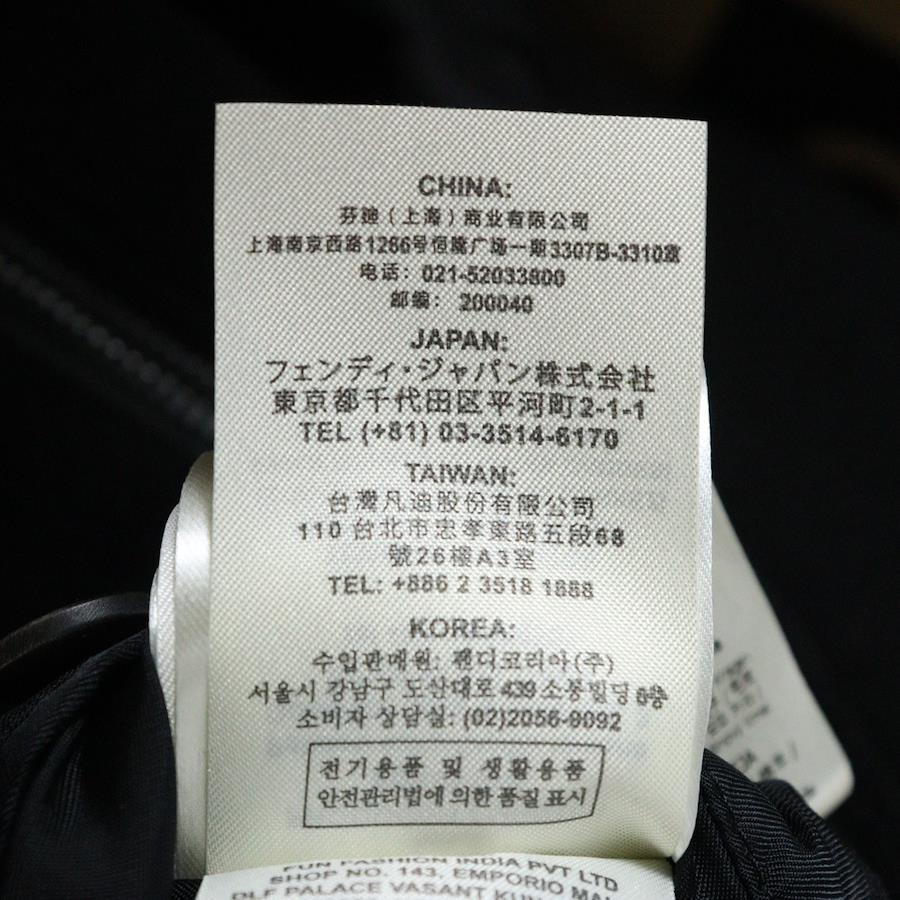 CHINA:
芬迪（上海）商业有限公司
上海南京西路1266号恒隆广场一期3307B-3310室
电话: 021-52033800
邮编: 200040
JAPAN:
フェンディ・ジャパン株式会社
東京都千代田区平河町2-1-1
TEL (+81) 03-3514-6170
TAIWAN:
台灣凡迪股份有限公司
110 台北市忠孝東路五段68
號26樓A3室
TEL: +886 2 3518 1888
KOREA:
수입판매원: 펜디코리아(주)
서울시 강남구 도산대로 439 소봉빌딩 6층
소비자 상담실: (02)2056-9092
전기용품 및 생활용품
안전관리법에 의한 품질 표시
FUN FASHION INDIA PVT LTD
SHOP NO. 143, EMPORIO
DLF PALACE VASANT